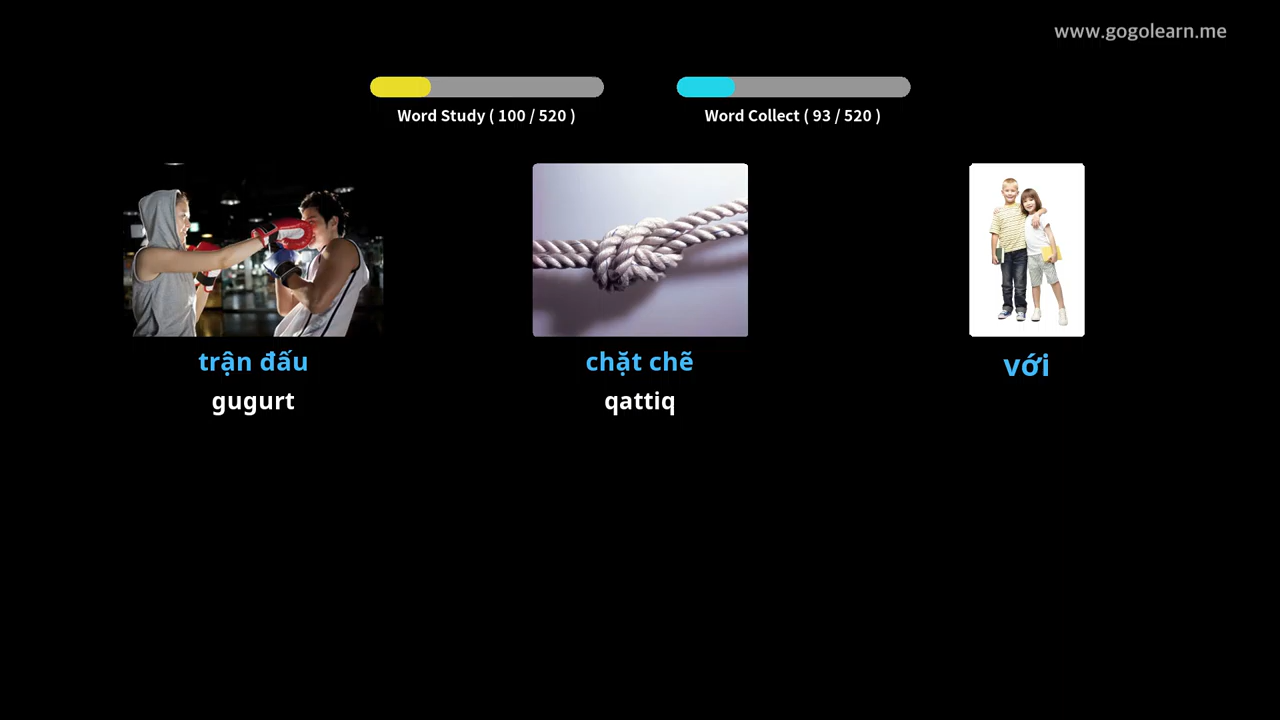 www.gogolearn.me
Word Study ( 100 / 520 )
Word Collect ( 93 / 520 )
trận đấu
chặt chẽ
với
gugurt
qattiq